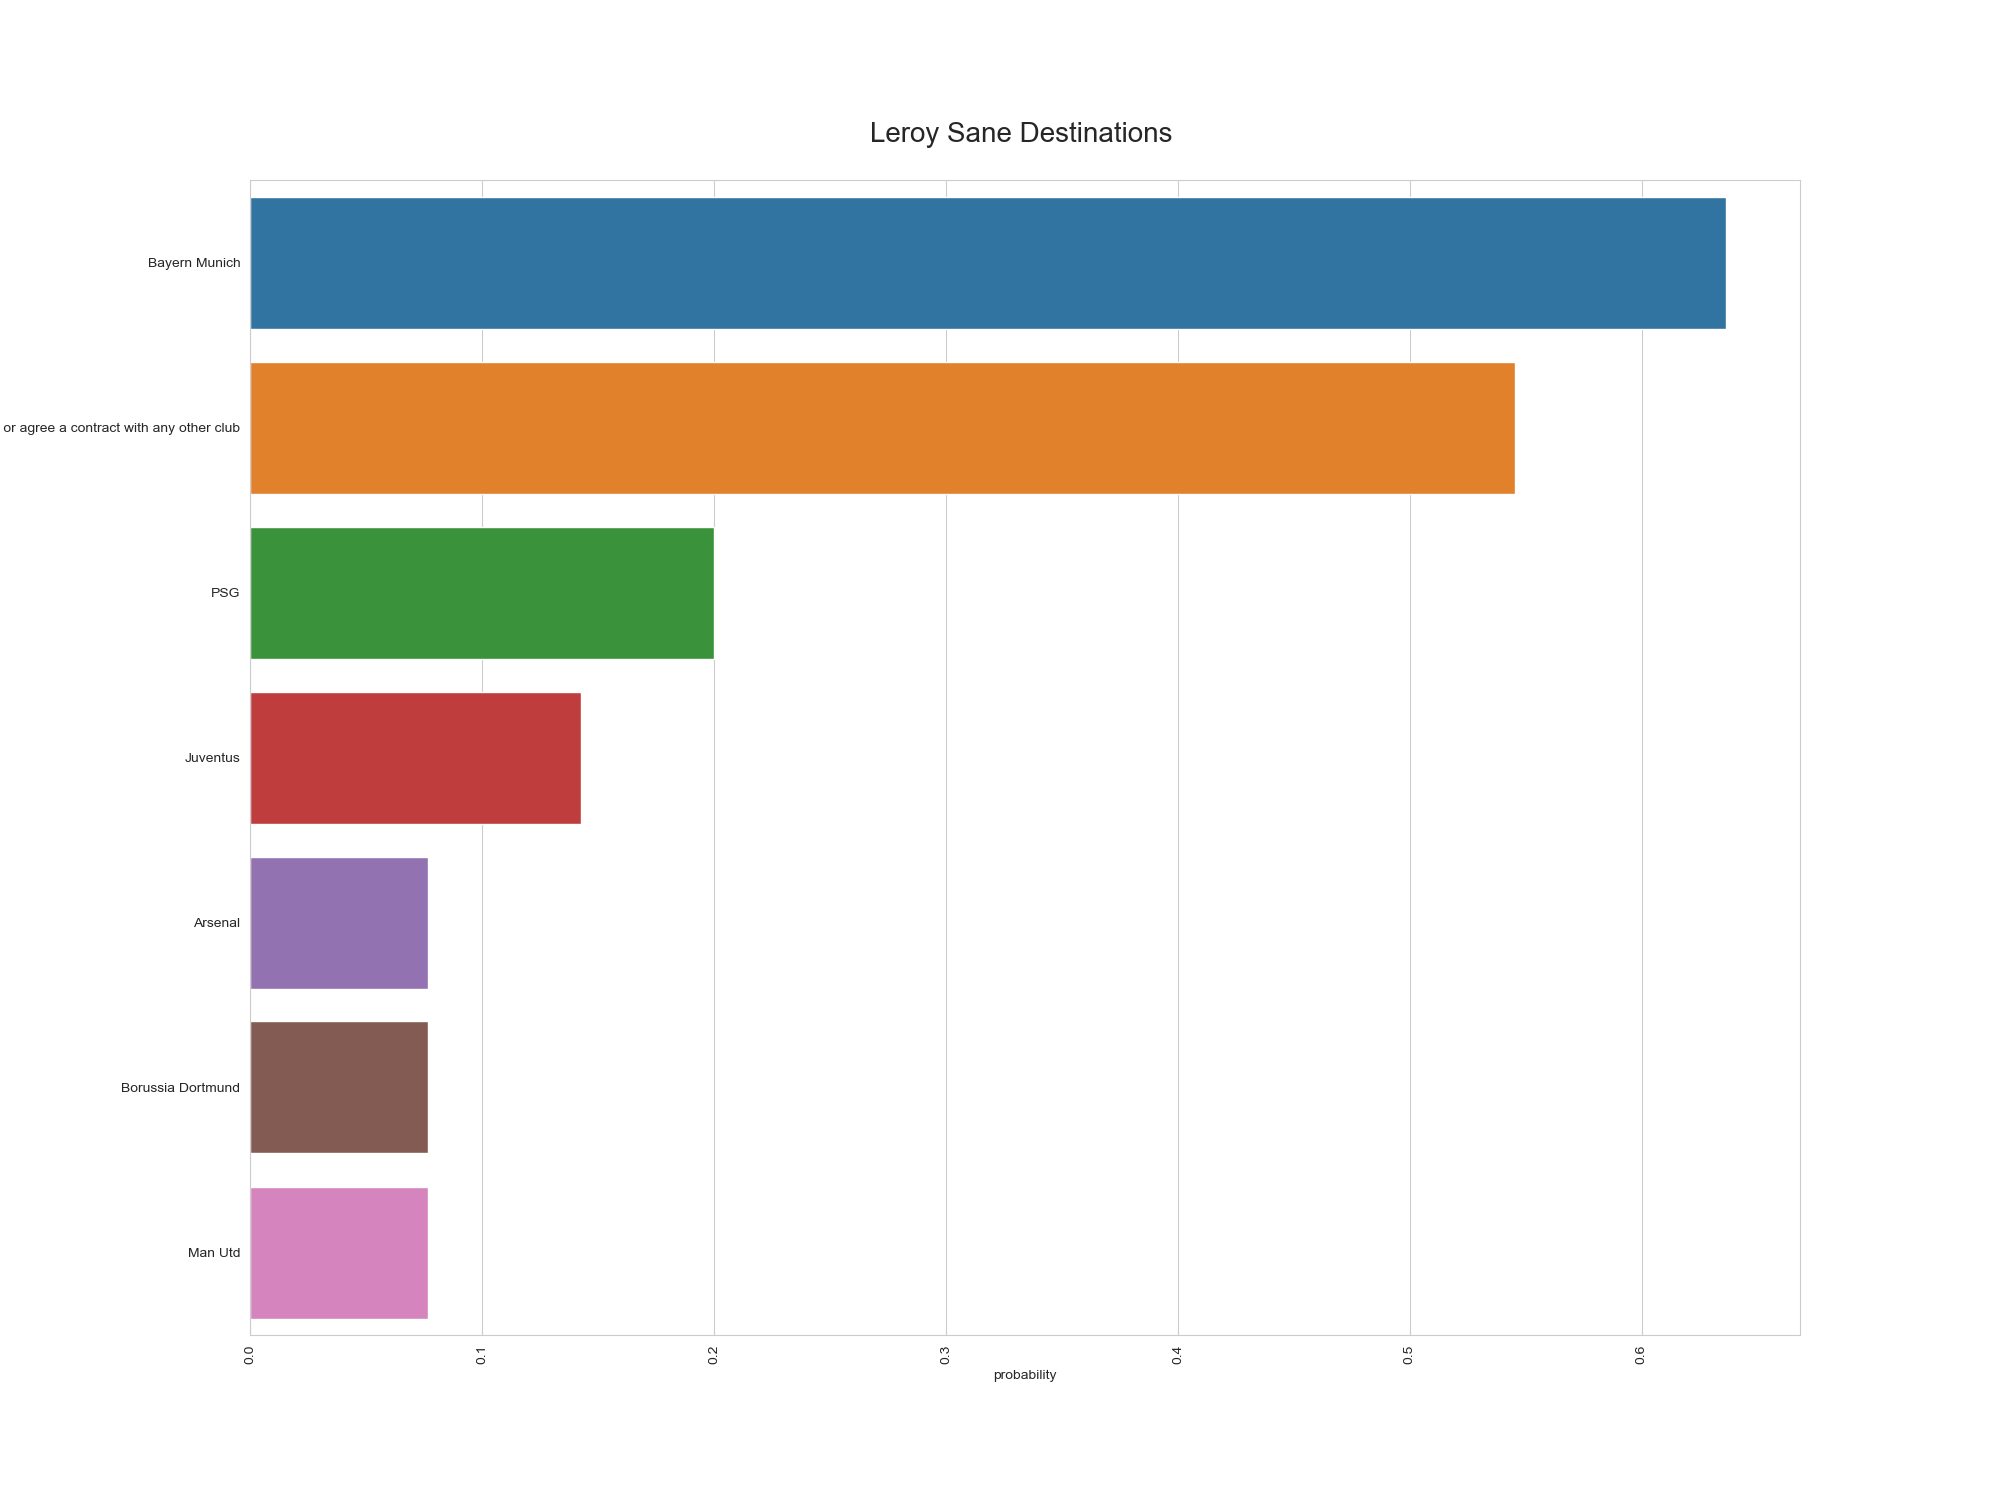 Leroy Sane Destinations
Bayern Munich
or agree a contract with any other club
PSG
Juventus
Arsenal
Borussia Dortmund
Man Utd
0.0
0.1
0.2
0.3
0.4
0.5
0.6
probability